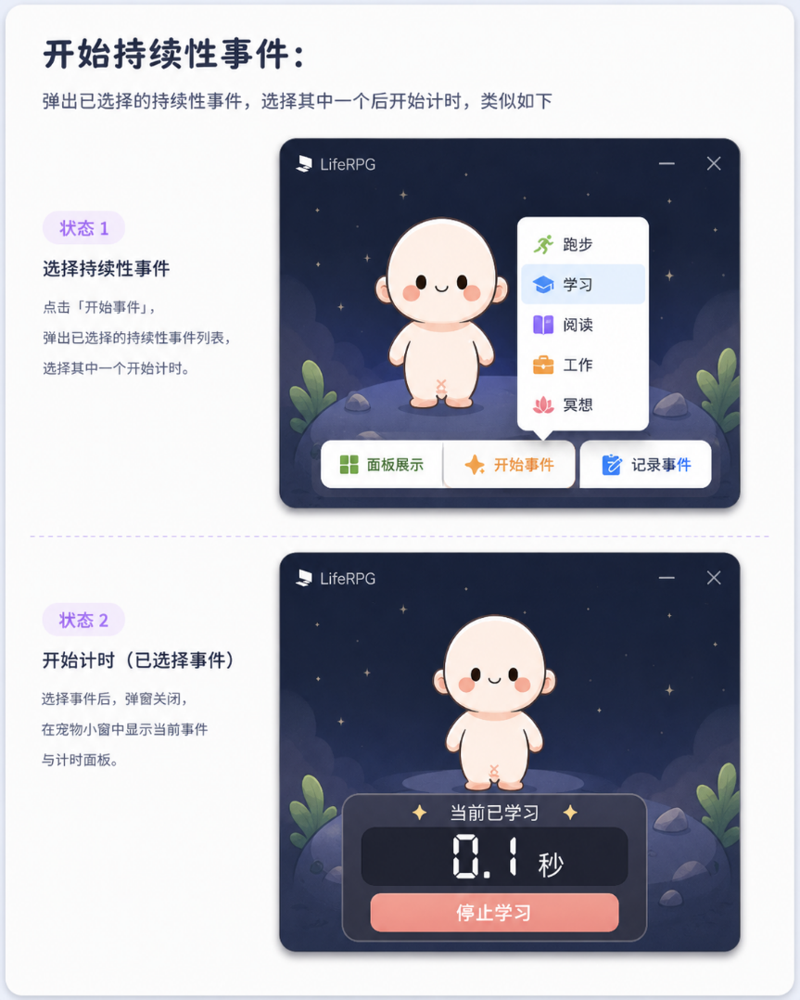 开始持续性事件：
弹出已选择的持续性事件，选择其中一个后开始计时，类似如下
LifeRPG
状态 1
选择持续性事件
点击「开始事件」，
弹出已选择的持续性事件列表，
选择其中一个开始计时。
跑步
学习
阅读
工作
冥想
面板展示
开始事件
记录事件
LifeRPG
状态 2
开始计时（已选择事件）
选择事件后，弹窗关闭，
在宠物小窗中显示当前事件
与计时面板。
当前已学习
0.1 秒
停止学习